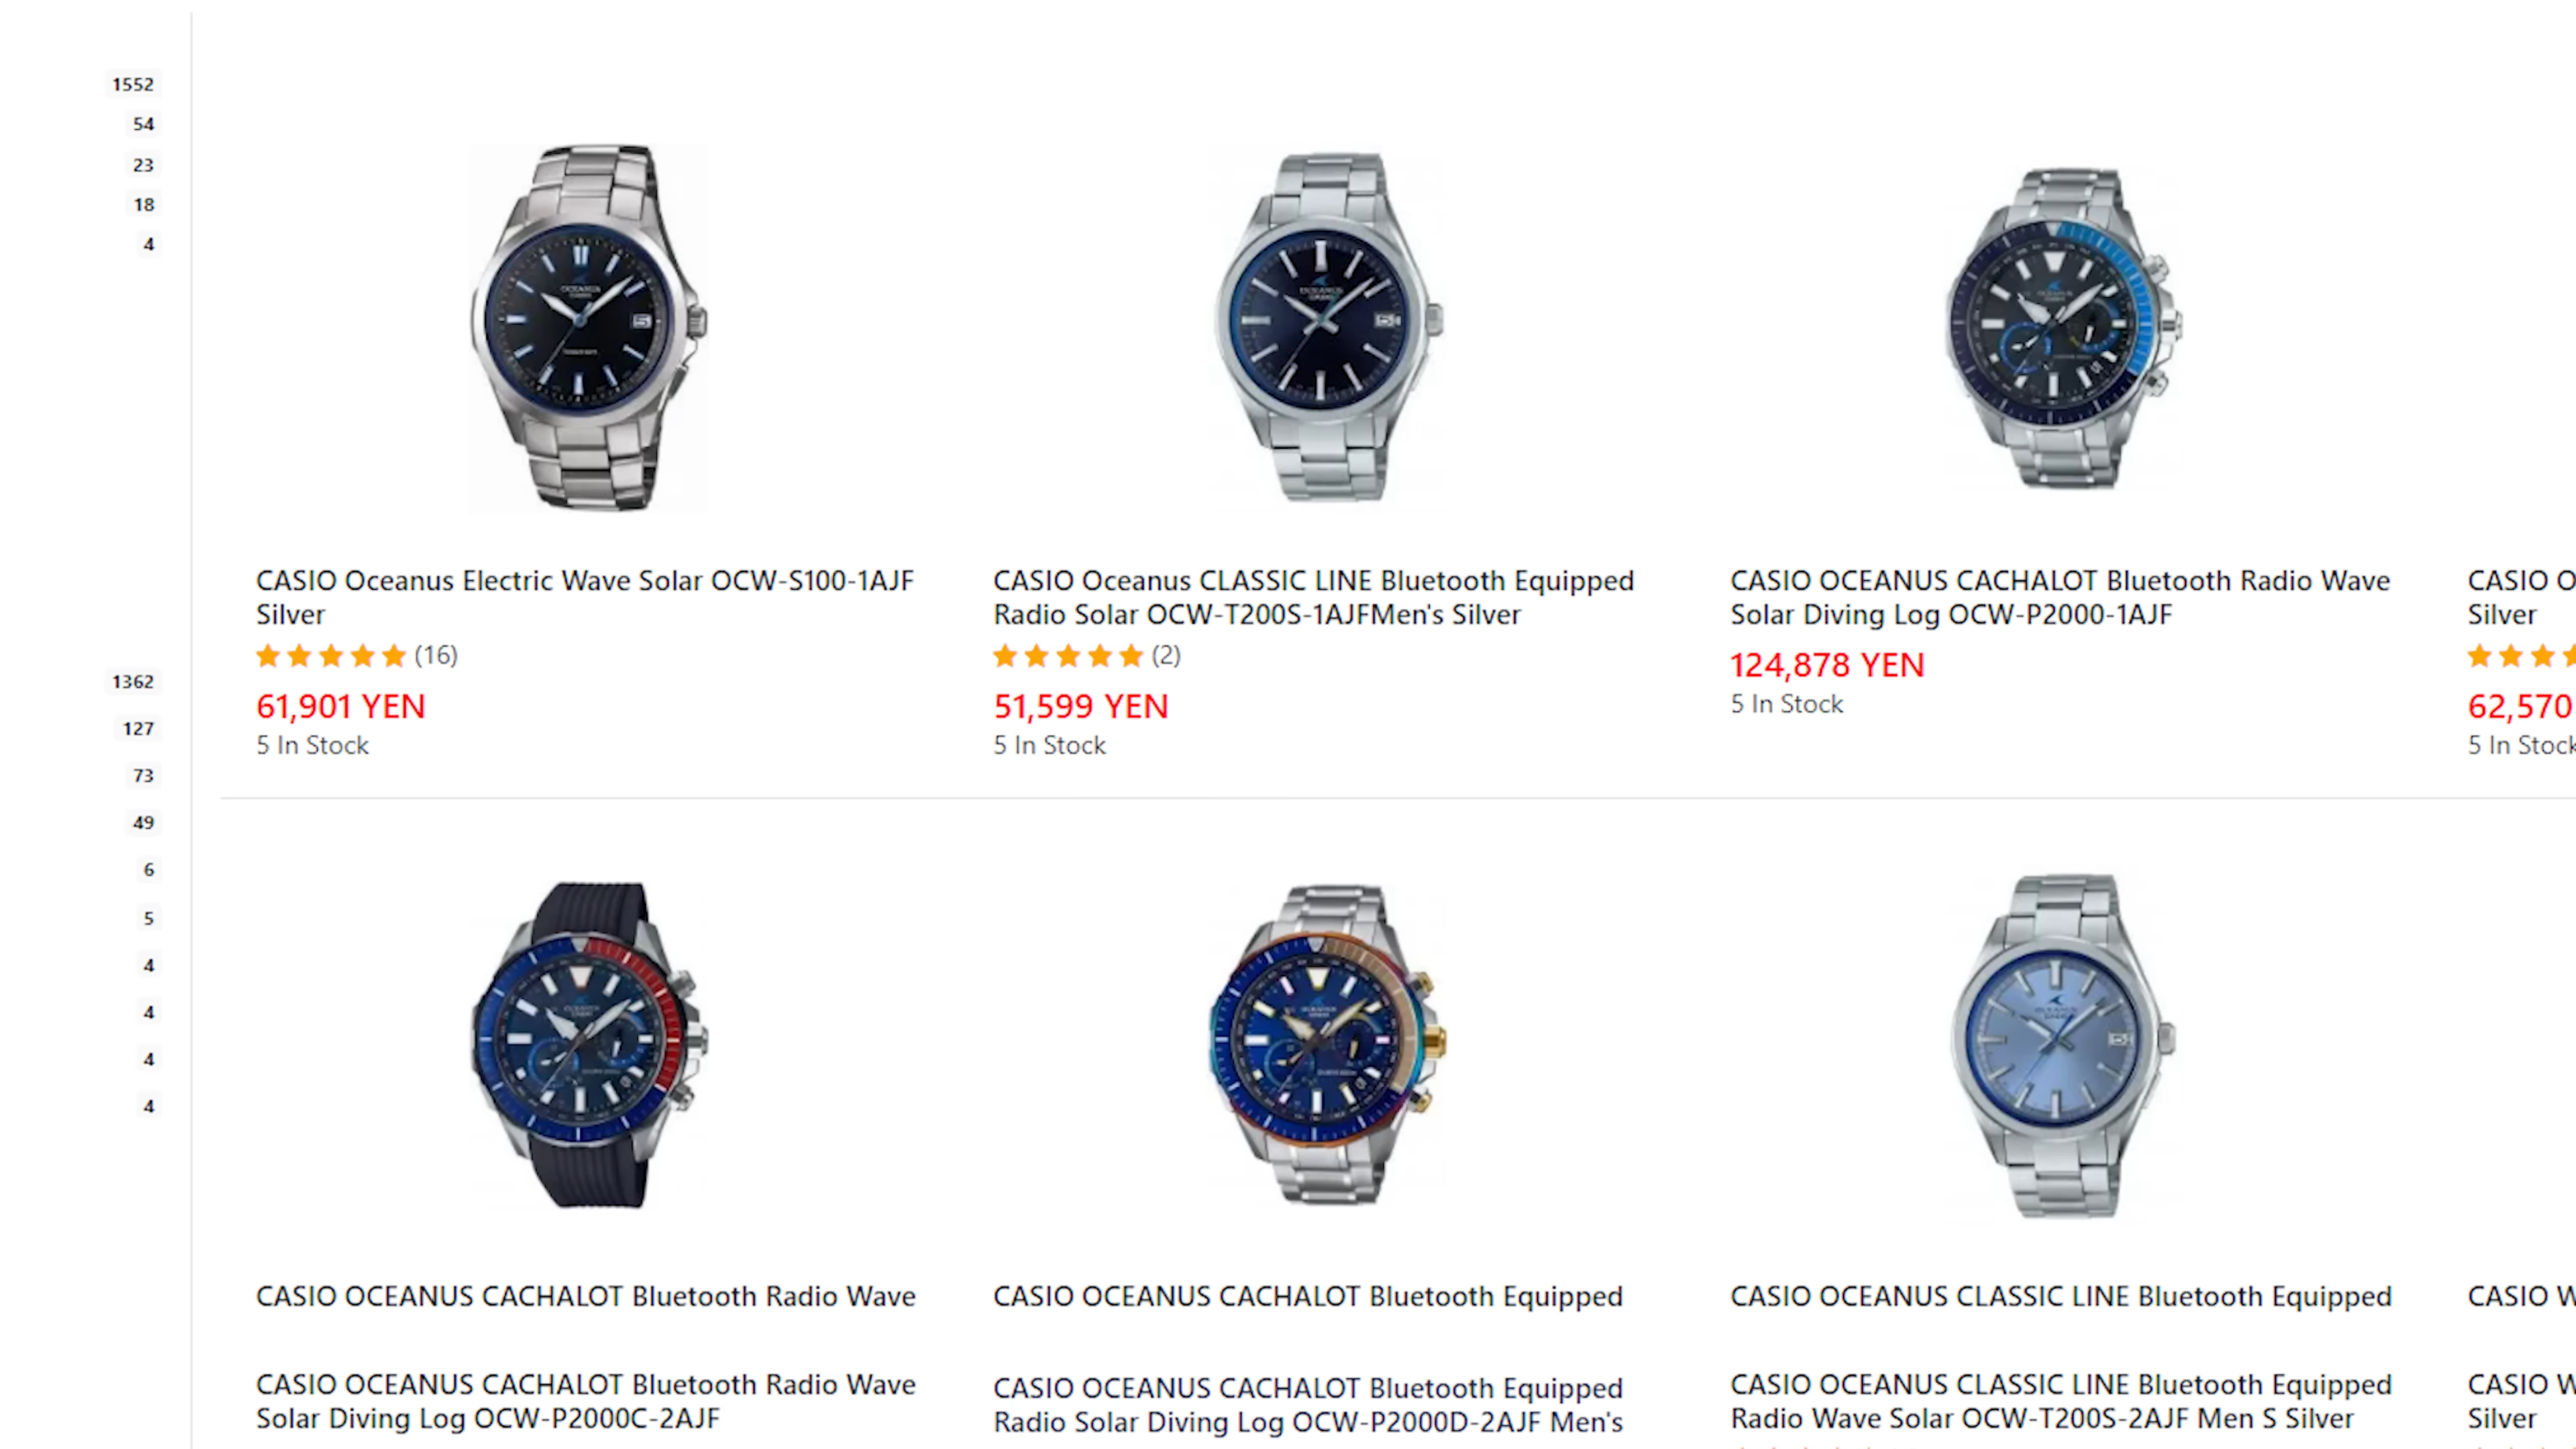 1552
54
23
18
4
1362
127
73
49
6
5
4
4
4
4
CASIO Oceanus Electric Wave Solar OCW-S100-1AJF
Silver
(16)
61,901 YEN
5 In Stock
CASIO Oceanus CLASSIC LINE Bluetooth Equipped
Radio Solar OCW-T200S-1AJFMen's Silver
(2)
51,599 YEN
5 In Stock
CASIO OCEANUS CACHALOT Bluetooth Radio Wave
Solar Diving Log OCW-P2000-1AJF
124,878 YEN
5 In Stock
CASIO O
Silver
62,570
5 In Stock
CASIO OCEANUS CACHALOT Bluetooth Radio Wave
CASIO OCEANUS CACHALOT Bluetooth Radio Wave
Solar Diving Log OCW-P2000C-2AJF
CASIO OCEANUS CACHALOT Bluetooth Equipped
CASIO OCEANUS CACHALOT Bluetooth Equipped
Radio Solar Diving Log OCW-P2000D-2AJF Men's
CASIO OCEANUS CLASSIC LINE Bluetooth Equipped
CASIO OCEANUS CLASSIC LINE Bluetooth Equipped
Radio Wave Solar OCW-T200S-2AJF Men S Silver
CASIO W
CASIO W
Silver